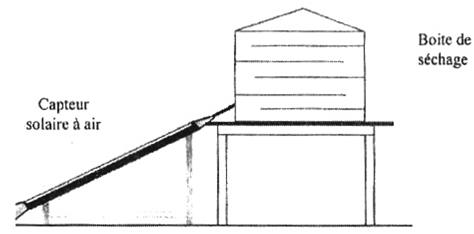 Boite de
séchage
Capteur
solaire à air